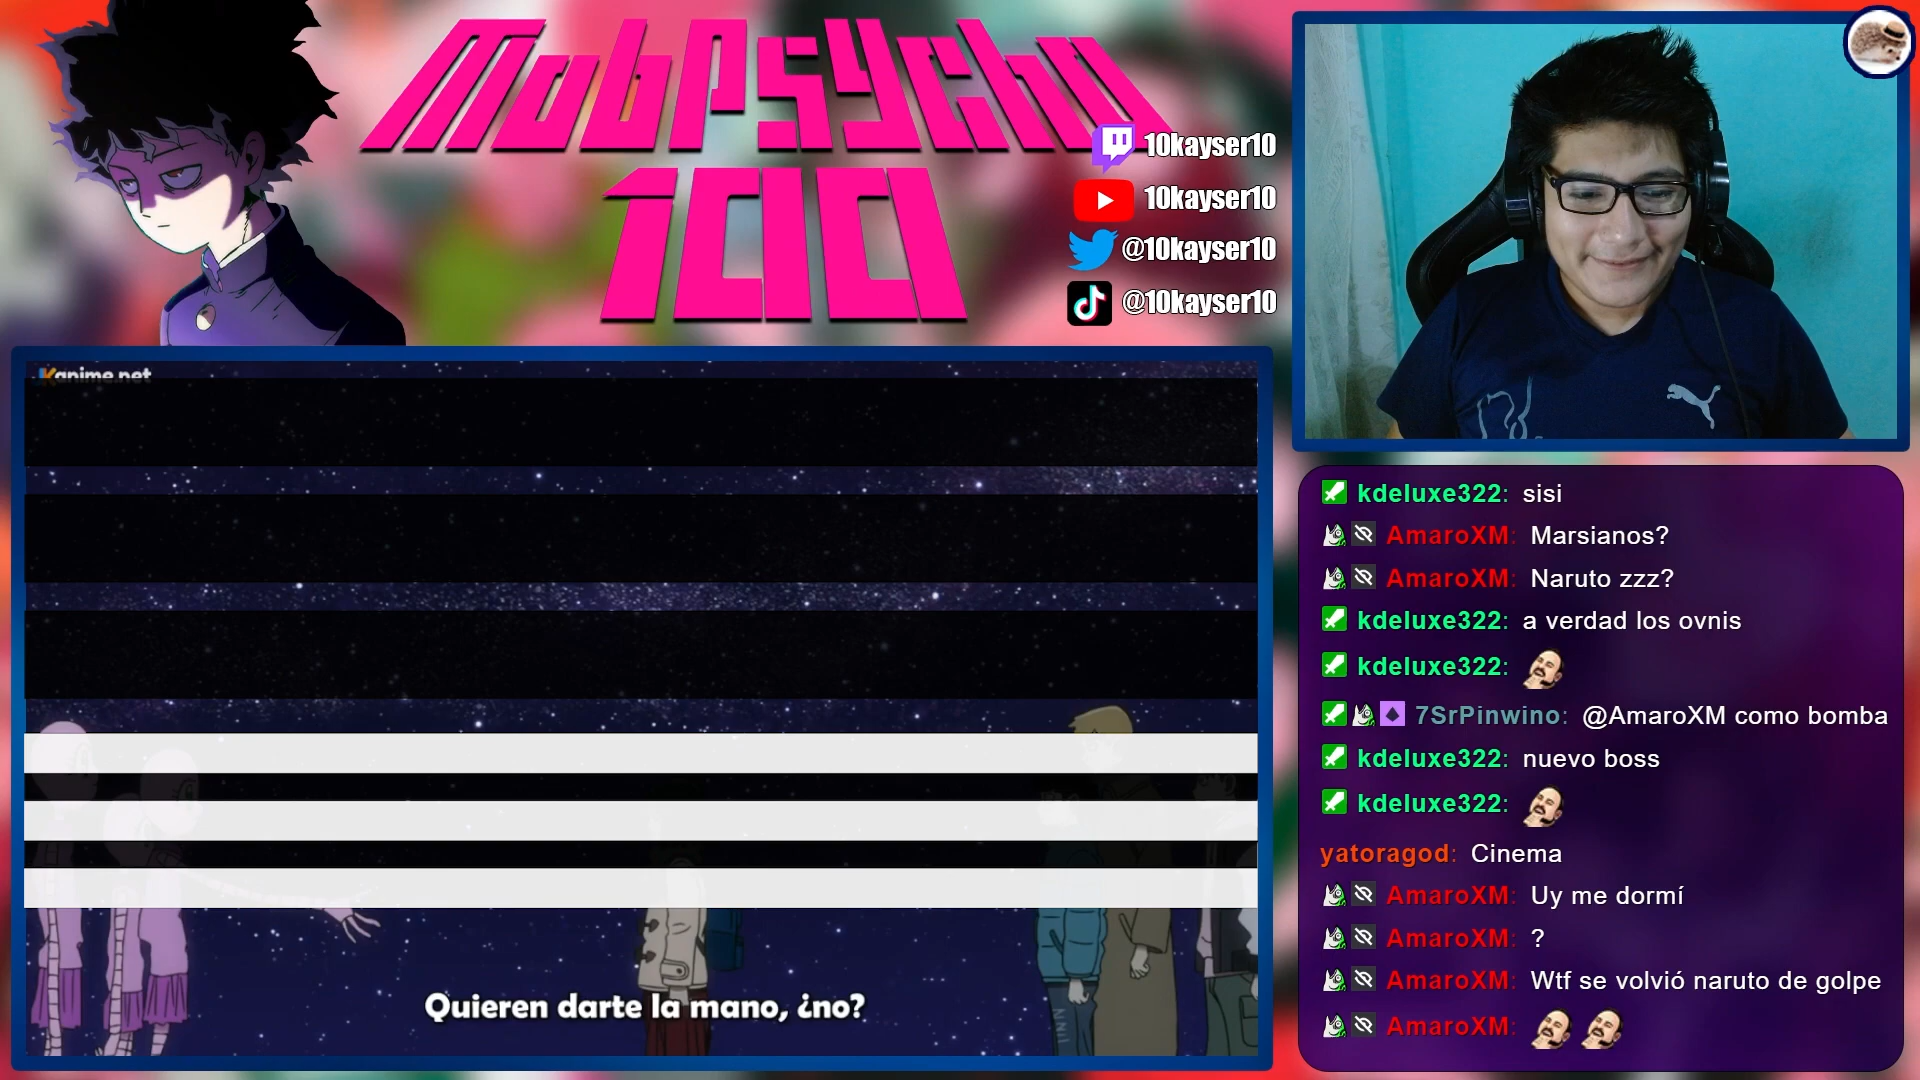 Mob Psycho
100
10kayser10
10kayser10
@10kayser10
@10kayser10
Kanime.net
Quieren darte la mano, ¿no?
kdeluxe322: sisi
AmaroXM: Marsianos?
AmaroXM: Naruto zzz?
kdeluxe322: a verdad los ovnis
kdeluxe322:
7SrPinwino: @AmaroXM como bomba
kdeluxe322: nuevo boss
kdeluxe322:
yatoragod: Cinema
AmaroXM: Uy me dormí
AmaroXM: ?
AmaroXM: Wtf se volvió naruto de golpe
AmaroXM: